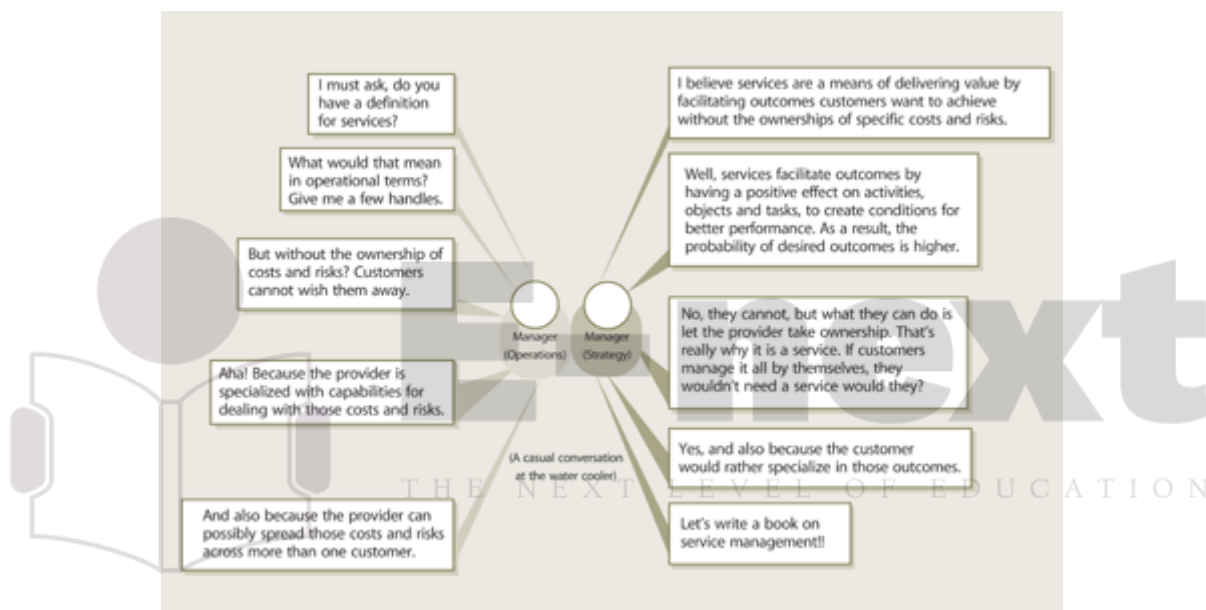 I must ask, do you
have a definition
for services?
I believe services are a means of delivering value by
facilitating outcomes customers want to achieve
without the ownerships of specific costs and risks.
What would that mean
in operational terms?
Give me a few handles.
Well, services facilitate outcomes by
having a positive effect on activities,
objects and tasks, to create conditions for
better performance. As a result, the
probability of desired outcomes is higher.
But without the ownership of
costs and risks? Customers
cannot wish them away.
No, they cannot, but what they can do is
let the provider take ownership. That's
really why it is a service. If customers
manage it all by themselves, they
wouldn't need a service would they?
Manager
(Operations)
Manager
(Strategy)
Aha! Because the provider is
specialized with capabilities for
dealing with those costs and risks.
Yes, and also because the customer
would rather specialize in those outcomes.
(A casual conversation
at the water cooler)
And also because the provider can
possibly spread those costs and risks
across more than one customer.
Let's write a book on
service management!!
E-next
THE NEXT LEVEL OF EDUCATION